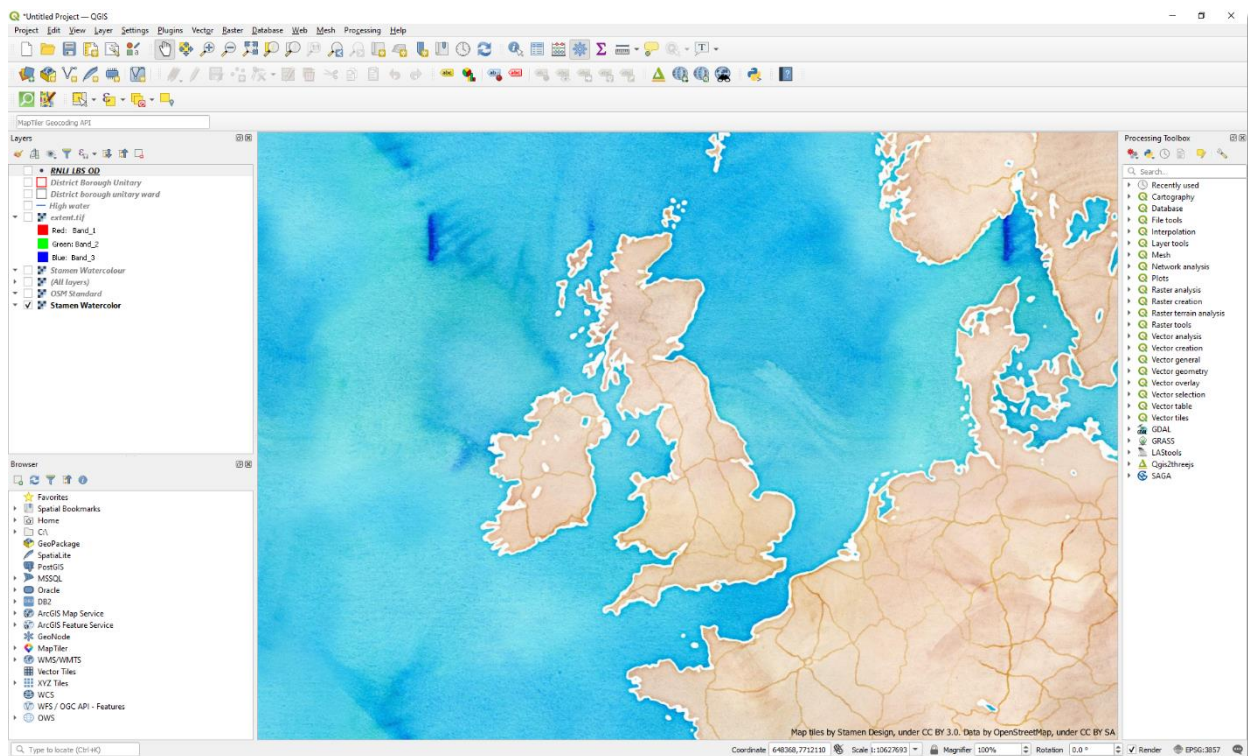 *Untitled Project — QGIS
Project Edit View Layer Settings Plugins Vector Raster Database Web Mesh Processing Help
MapTiler Geocoding API
Layers
RNLI LBS OD
District Borough Unitary
District borough unitary ward
High water
extent.tif
Red: Band_1
Green: Band_2
Blue: Band_3
Stamen Watercolour
(All layers)
OSM Standard
Stamen Watercolor
Browser
Favorites
Spatial Bookmarks
Home
C:\
GeoPackage
SpatiaLite
PostGIS
MSSQL
Oracle
DB2
ArcGIS Map Service
ArcGIS Feature Service
GeoNode
MapTiler
WMS/WMTS
Vector Tiles
XYZ Tiles
WCS
WFS / OGC API - Features
OWS
Map tiles by Stamen Design, under CC BY 3.0. Data by OpenStreetMap, under CC BY SA
Processing Toolbox
Search...
Recently used
Cartography
Database
File tools
Interpolation
Layer tools
Mesh
Network analysis
Plots
Raster analysis
Raster creation
Raster terrain analysis
Raster tools
Vector analysis
Vector creation
Vector general
Vector geometry
Vector overlay
Vector selection
Vector table
Vector tiles
GDAL
GRASS
LAStools
Qgis2threejs
SAGA
Type to locate (Ctrl+K)
Coordinate 648368,7712110 Scale 1:10627693 Magnifier 100% Rotation 0.0 ° Render EPSG:3857